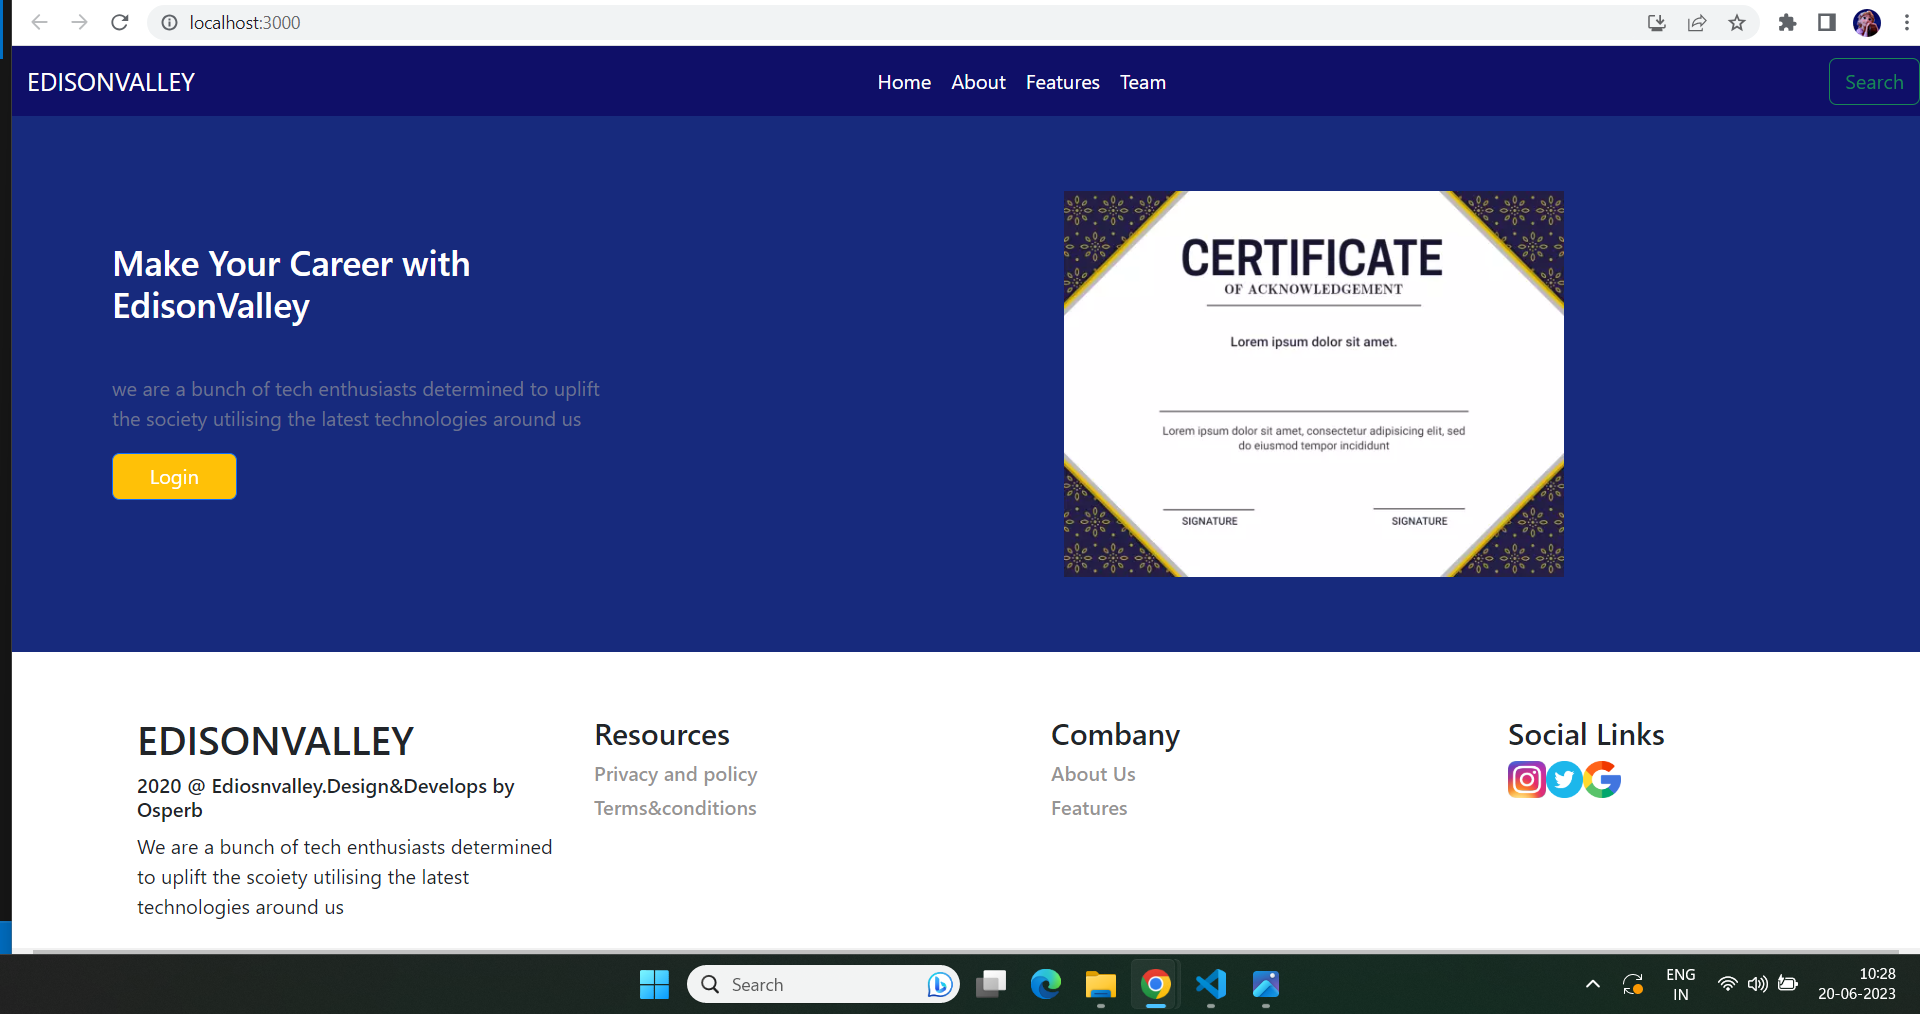 localhost:3000
EDISONVALLEY
Home About Features Team
Search
Make Your Career with
EdisonValley
we are a bunch of tech enthusiasts determined to uplift
the society utilising the latest technologies around us
Login
CERTIFICATE
OF ACKNOWLEDGEMENT
Lorem ipsum dolor sit amet.
Lorem ipsum dolor sit amet, consectetur adipisicing elit, sed
do eiusmod tempor incididunt
SIGNATURE
SIGNATURE
EDISONVALLEY
2020 @ Ediosnvalley.Design&Develops by
Osperb
We are a bunch of tech enthusiasts determined
to uplift the scoiety utilising the latest
technologies around us
Resources
Privacy and policy
Terms&conditions
Combany
About Us
Features
Social Links
Search
ENG
IN
10:28
20-06-2023